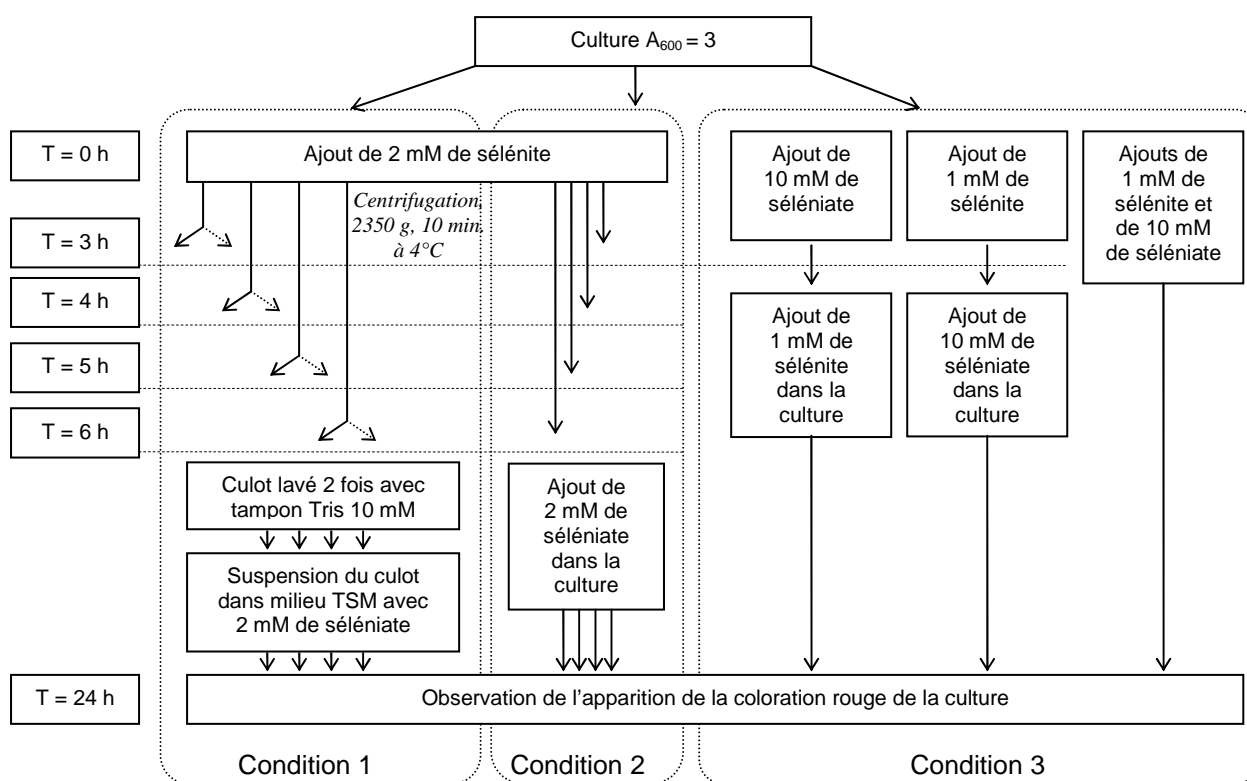 Culture A600 = 3
T = 0 h
Ajout de 2 mM de sélénite
Centrifugation,
2350 g, 10 min.
à 4°C
Ajout de
10 mM de
séléniate
Ajout de
1 mM de
sélénite
Ajouts de
1 mM de
sélénite et
de 10 mM
de séléniate
T = 3 h
T = 4 h
T = 5 h
T = 6 h
Ajout de
1 mM de
sélénite
dans la
culture
Ajout de
10 mM de
séléniate
dans la
culture
Culot lavé 2 fois avec
tampon Tris 10 mM
Suspension du culot
dans milieu TSM avec
2 mM de séléniate
Ajout de
2 mM de
séléniate
dans la
culture
T = 24 h
Observation de l'apparition de la coloration rouge de la culture
Condition 1
Condition 2
Condition 3